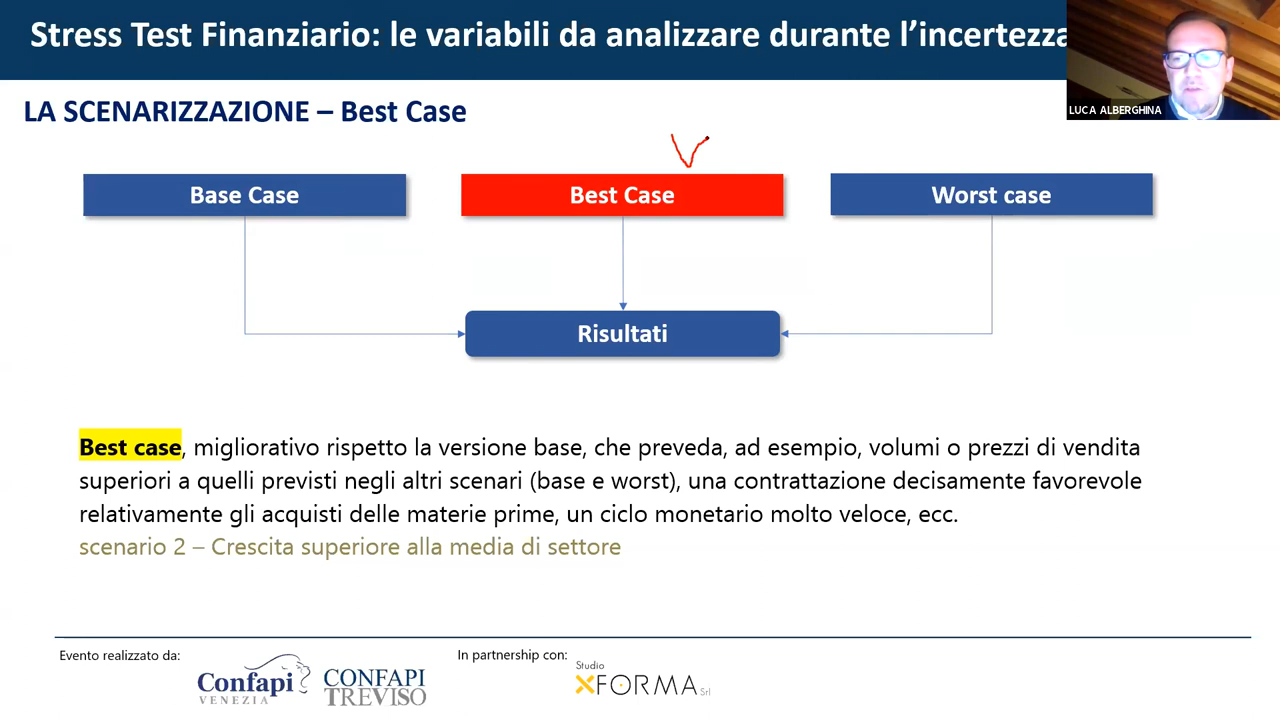 Stress Test Finanziario: le variabili da analizzare durante l’incertezza
LUCA ALBERGHINA
LA SCENARIZZAZIONE – Best Case
Base Case
Best Case
Worst case
Risultati
Best case, migliorativo rispetto la versione base, che preveda, ad esempio, volumi o prezzi di vendita
superiori a quelli previsti negli altri scenari (base e worst), una contrattazione decisamente favorevole
relativamente gli acquisti delle materie prime, un ciclo monetario molto veloce, ecc.
scenario 2 – Crescita superiore alla media di settore
Evento realizzato da:
Confapi
VENEZIA
CONFAPI
TREVISO
In partnership con:
Studio
XFORMA Srl